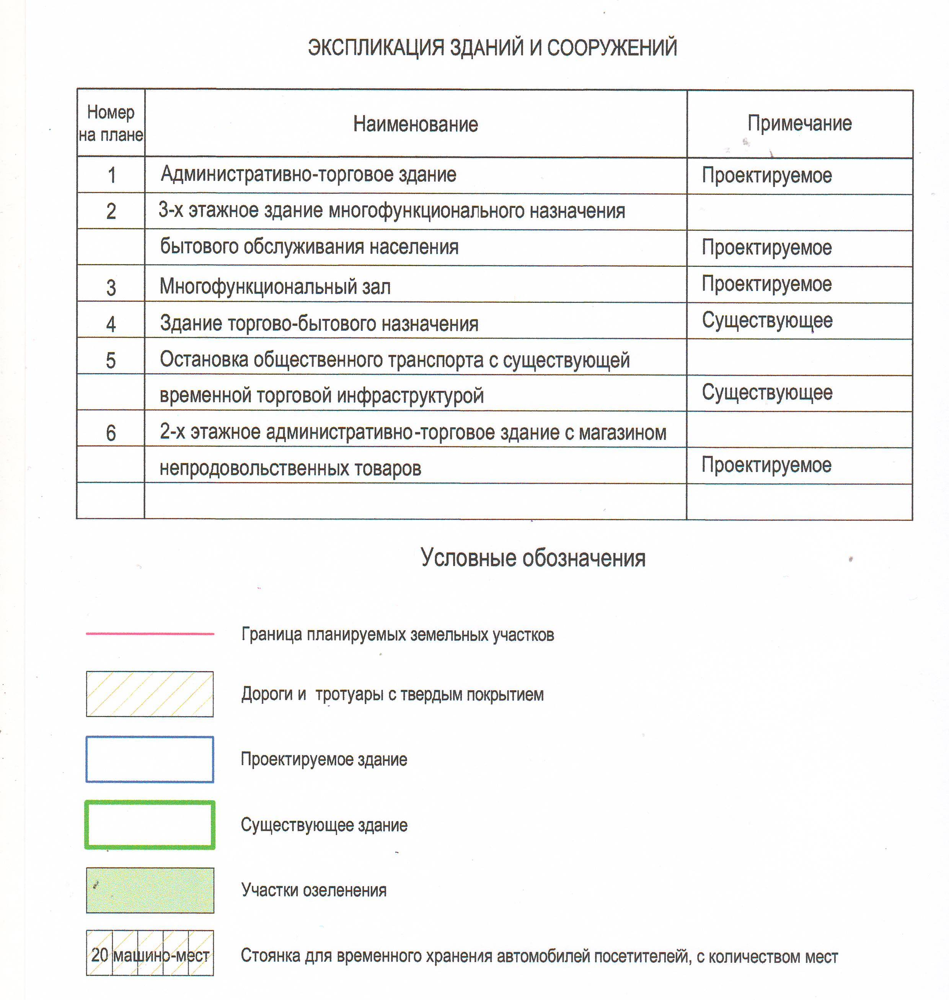 ЭКСПЛИКАЦИЯ ЗДАНИЙ И СООРУЖЕНИЙ
Номер на плане Наименование Примечание
1 Административно-торговое здание Проектируемое
2 3-х этажное здание многофункционального назначения
бытового обслуживания населения Проектируемое
3 Многофункциональный зал Проектируемое
4 Здание торгово-бытового назначения Существующее
5 Остановка общественного транспорта с существующей
временной торговой инфраструктурой Существующее
6 2-х этажное административно-торговое здание с магазином
непродовольственных товаров Проектируемое
Условные обозначения
Граница планируемых земельных участков
Дороги и тротуары с твердым покрытием
Проектируемое здание
Существующее здание
Участки озеленения
20 машино-мест Стоянка для временного хранения автомобилей посетителей, с количеством мест